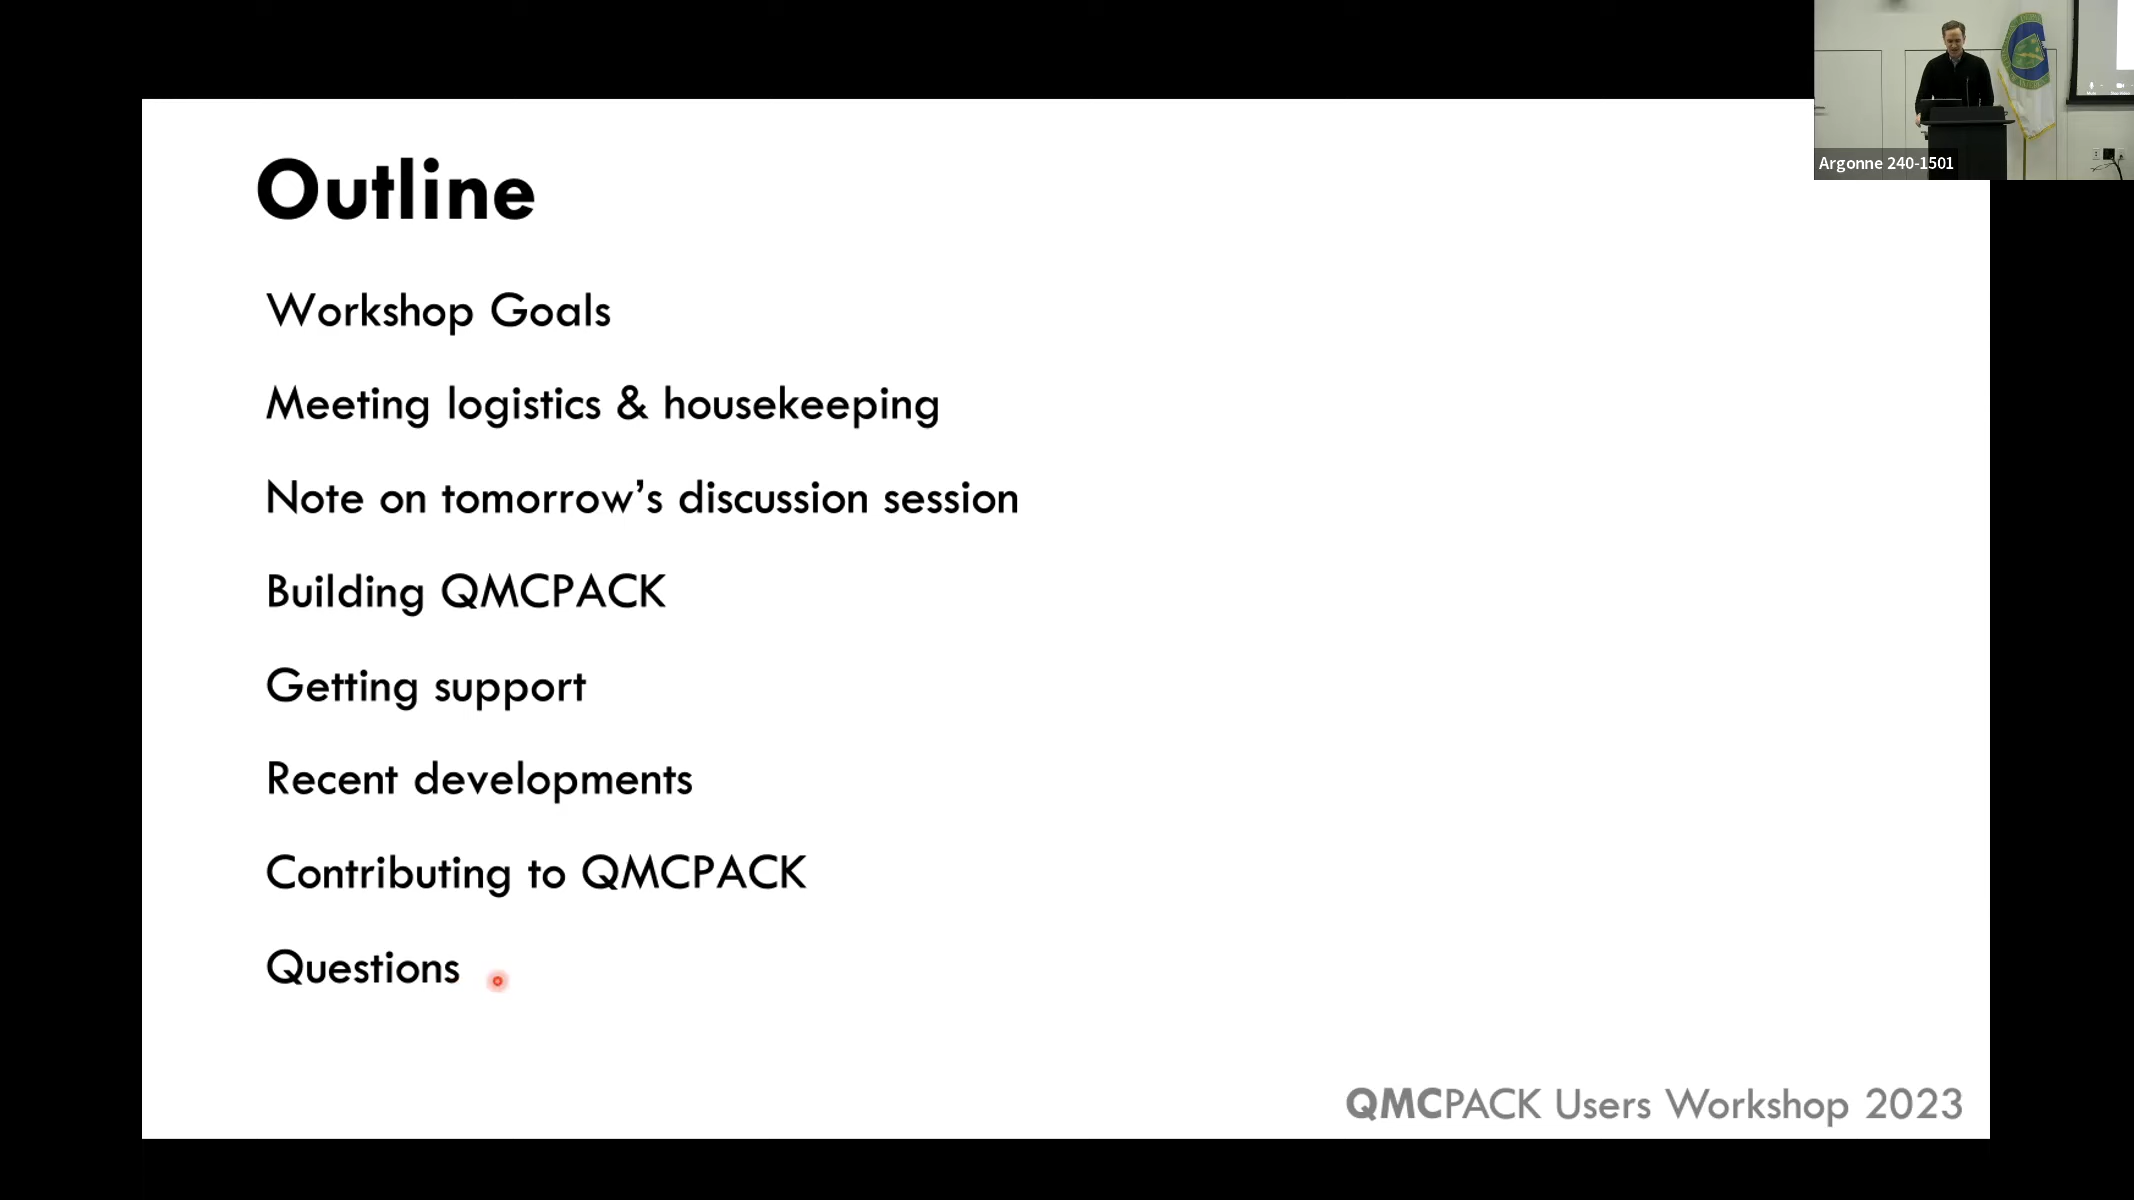 Outline
Workshop Goals
Meeting logistics & housekeeping
Note on tomorrow’s discussion session
Building QMCPACK
Getting support
Recent developments
Contributing to QMCPACK
Questions
QMCPACK Users Workshop 2023
Argonne 240-1501